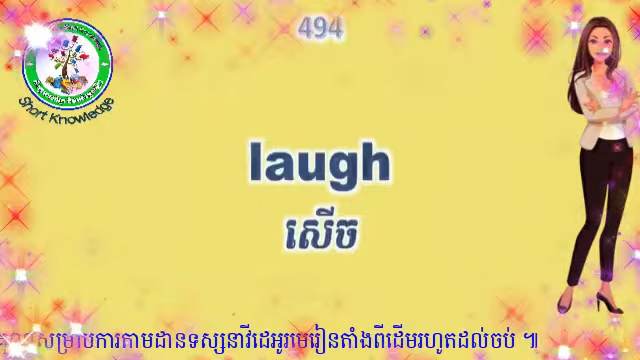 494
Short Knowledge
laugh
សើច
សម្រាប់ការតាមដានទស្សនាវីដេអូរមេរៀនតាំងពីដើមរហូតដល់ចប់ ៕